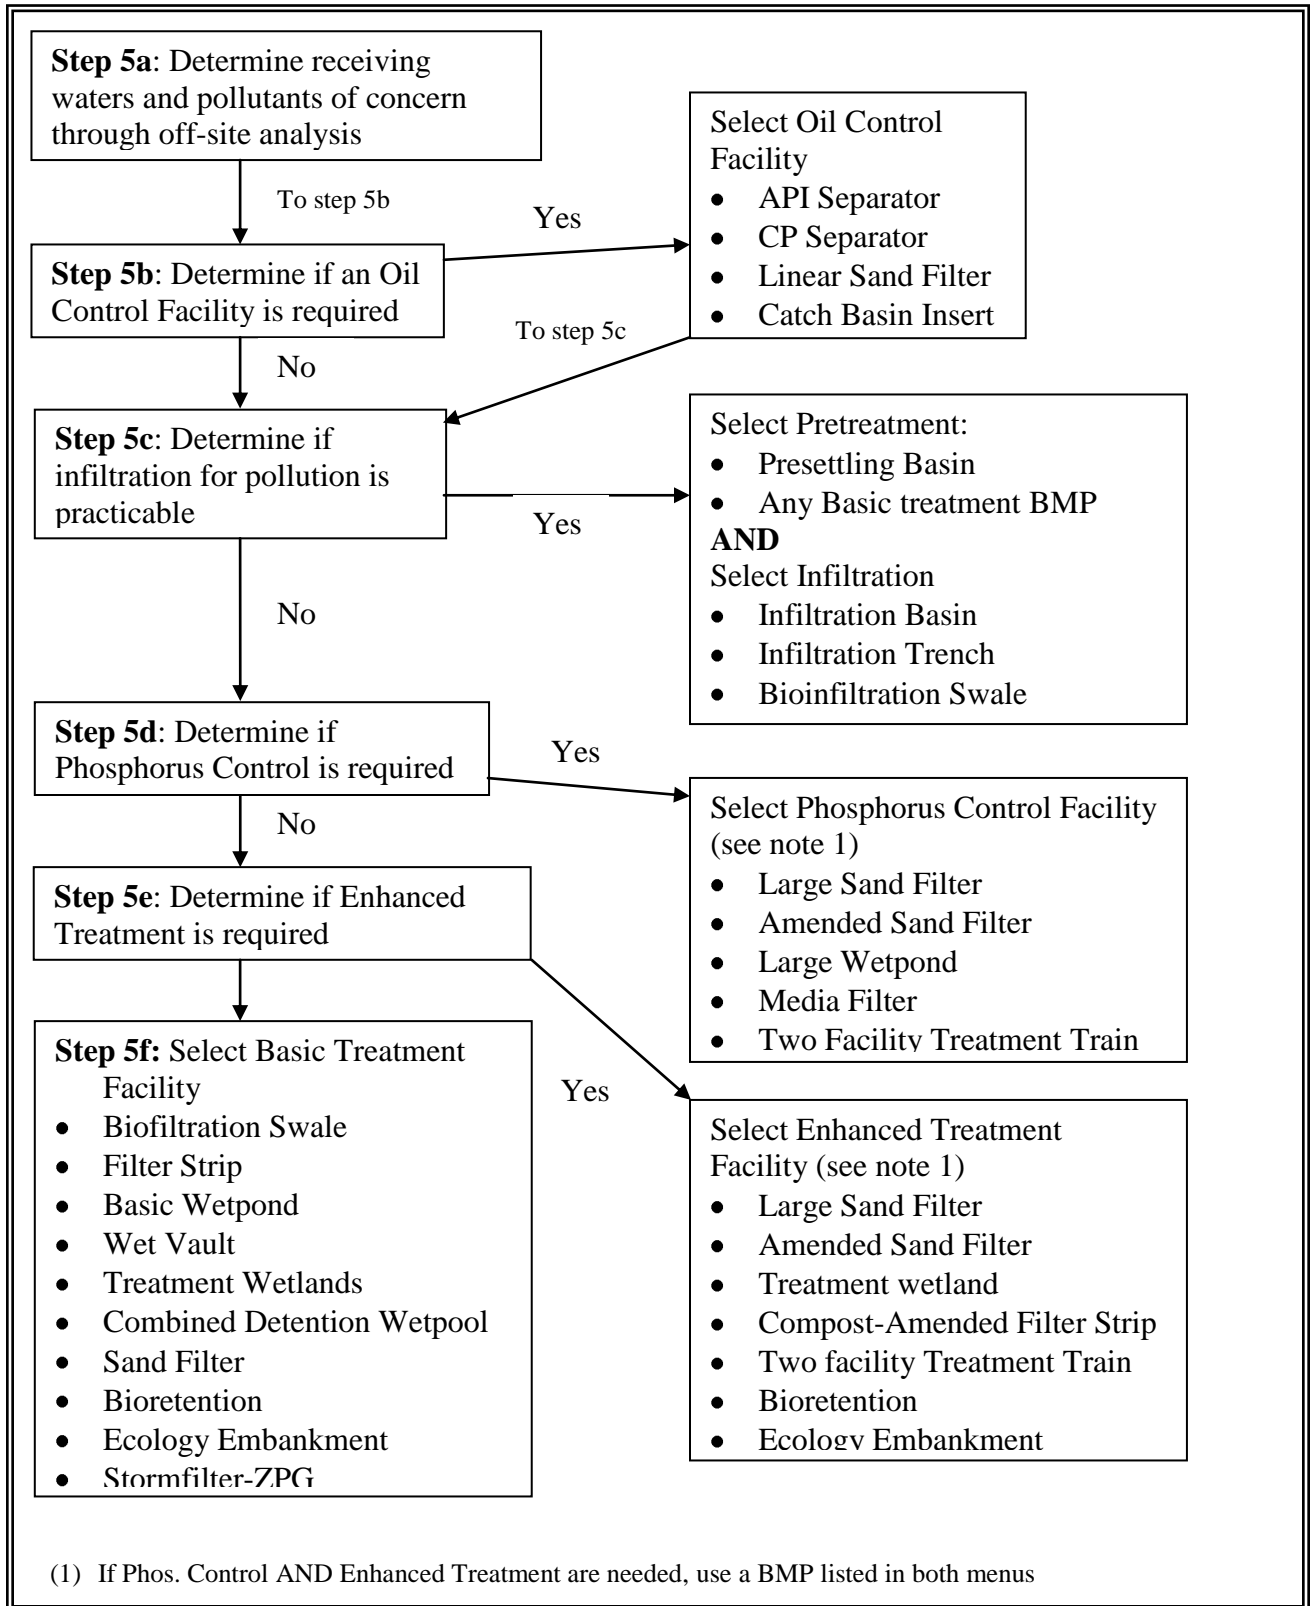 Step 5a: Determine receiving
waters and pollutants of concern
through off-site analysis
To step 5b
Step 5b: Determine if an Oil
Control Facility is required
Yes
Select Oil Control
Facility
• API Separator
• CP Separator
• Linear Sand Filter
• Catch Basin Insert
To step 5c
No
Step 5c: Determine if
infiltration for pollution is
practicable
Yes
Select Pretreatment:
• Presettling Basin
• Any Basic treatment BMP
AND
Select Infiltration
• Infiltration Basin
• Infiltration Trench
• Bioinfiltration Swale
No
Step 5d: Determine if
Phosphorus Control is required
Yes
Select Phosphorus Control Facility
(see note 1)
• Large Sand Filter
• Amended Sand Filter
• Large Wetpond
• Media Filter
• Two Facility Treatment Train
No
Step 5e: Determine if Enhanced
Treatment is required
Yes
Select Enhanced Treatment
Facility (see note 1)
• Large Sand Filter
• Amended Sand Filter
• Treatment wetland
• Compost-Amended Filter Strip
• Two facility Treatment Train
• Bioretention
• Ecology Embankment
Step 5f: Select Basic Treatment
Facility
• Biofiltration Swale
• Filter Strip
• Basic Wetpond
• Wet Vault
• Treatment Wetlands
• Combined Detention Wetpool
• Sand Filter
• Bioretention
• Ecology Embankment
• Stormfilter-ZPG
(1) If Phos. Control AND Enhanced Treatment are needed, use a BMP listed in both menus